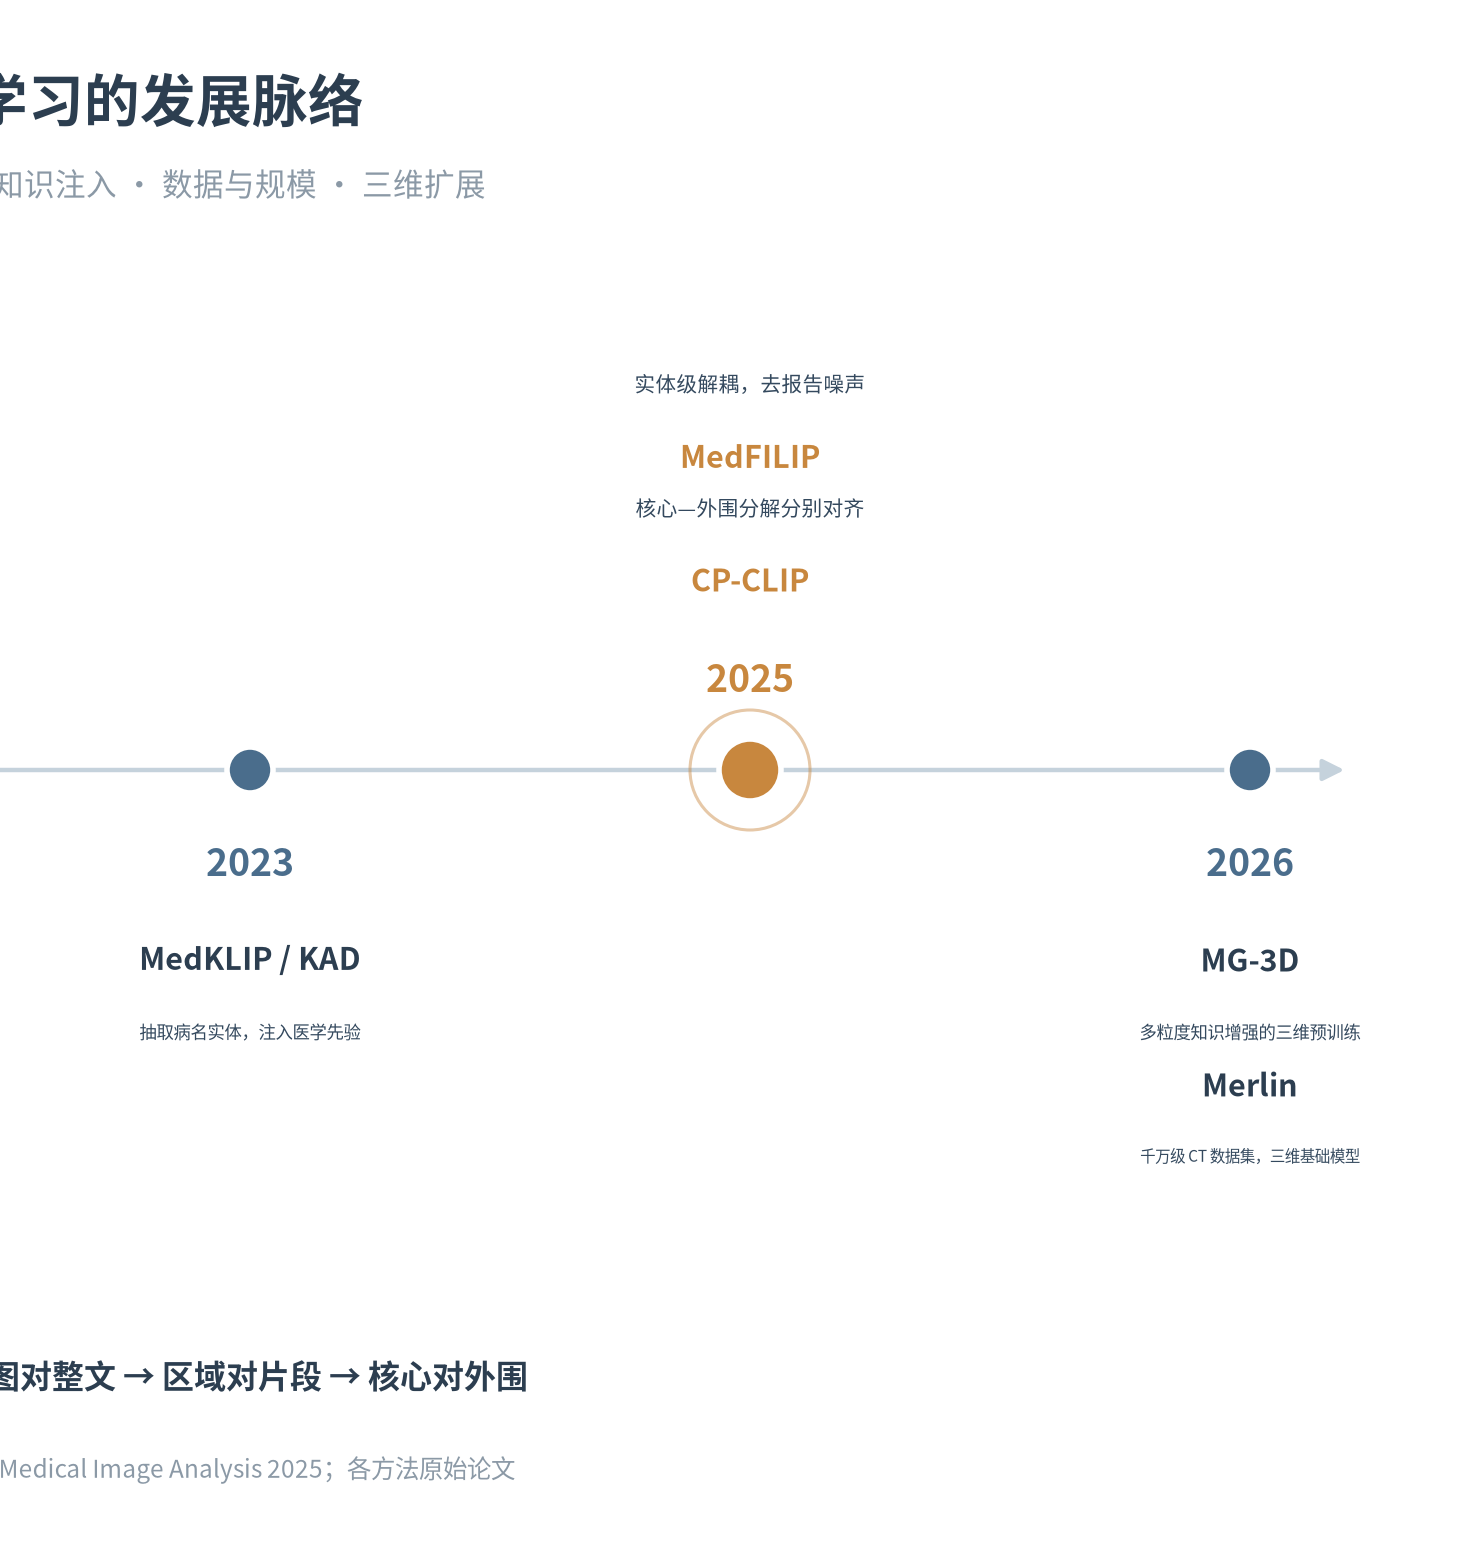 学习的发展脉络
知识注入 · 数据与规模 · 三维扩展
实体级解耦，去报告噪声
MedFILIP
核心—外围分解分别对齐
CP-CLIP
2025
2023
MedKLIP / KAD
抽取病名实体，注入医学先验
2026
MG-3D
多粒度知识增强的三维预训练
Merlin
千万级 CT 数据集，三维基础模型
图对整文 → 区域对片段 → 核心对外围
Medical Image Analysis 2025；各方法原始论文